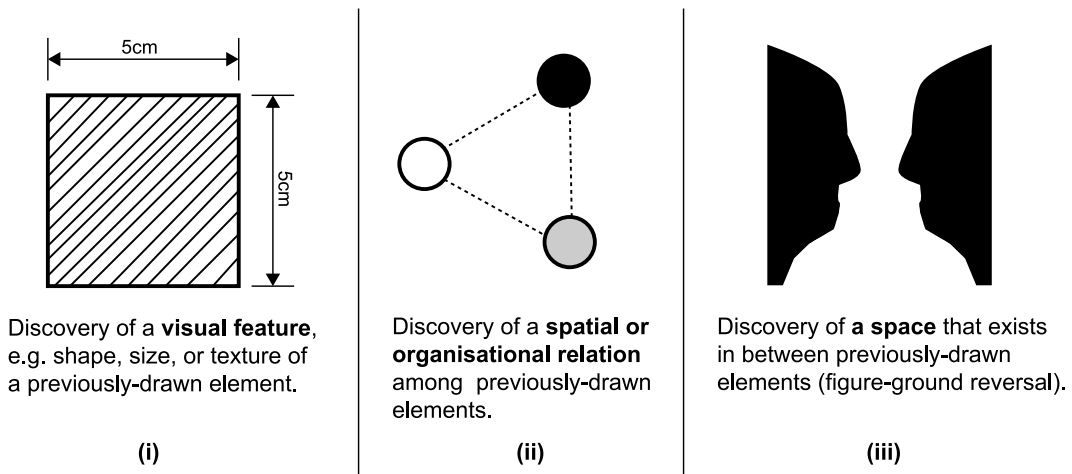 5cm
5cm
Discovery of a visual feature,
e.g. shape, size, or texture of
a previously-drawn element.
(i)
Discovery of a spatial or
organisational relation
among previously-drawn
elements.
(ii)
Discovery of a space that exists
in between previously-drawn
elements (figure-ground reversal).
(iii)